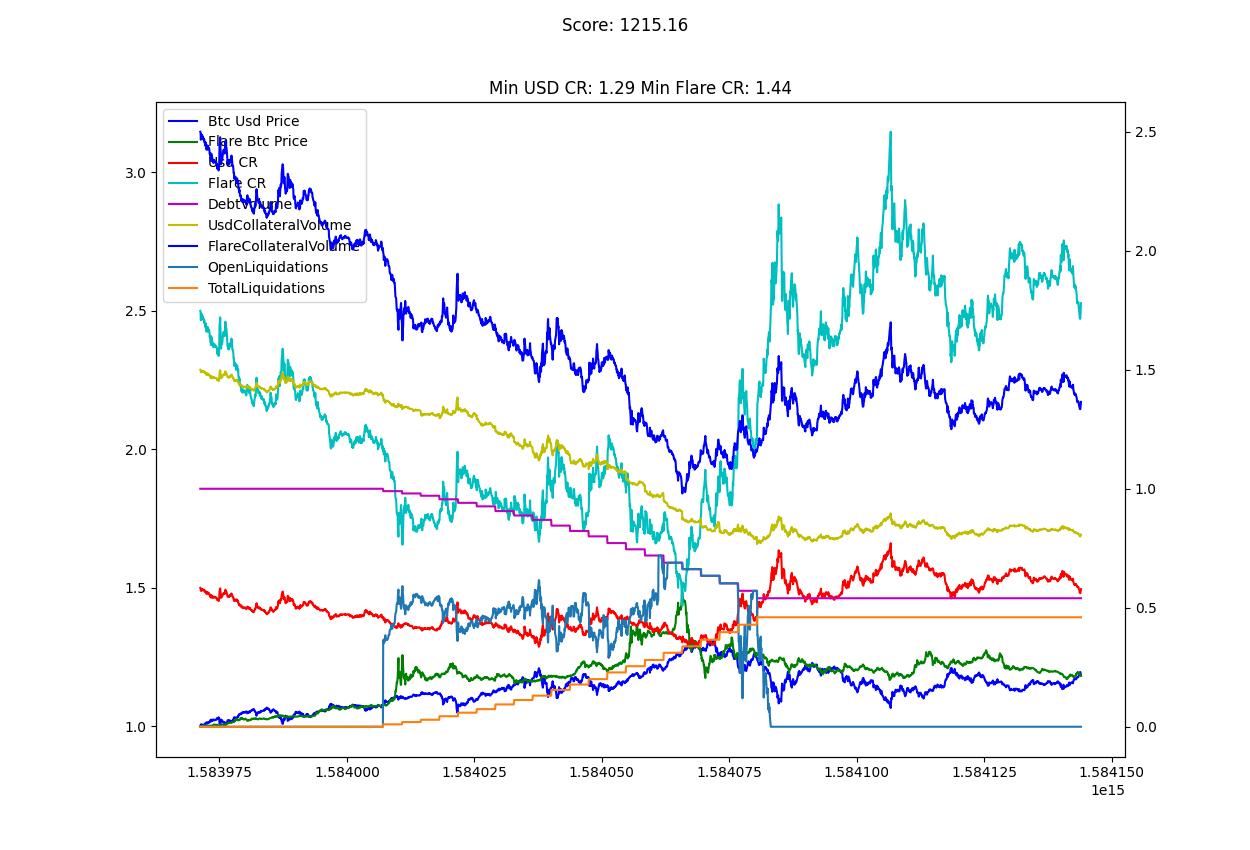 Score: 1215.16
Min USD CR: 1.29 Min Flare CR: 1.44
Btc Usd Price
Flare Btc Price
Usd CR
Flare CR
DebtVolume
UsdCollateralVolume
FlareCollateralVolume
OpenLiquidations
TotalLiquidations
3.0
2.5
2.0
1.5
1.0
2.5
2.0
1.5
1.0
0.5
0.0
1.583975 1.584000 1.584025 1.584050 1.584075 1.584100 1.584125 1.584150
1e15